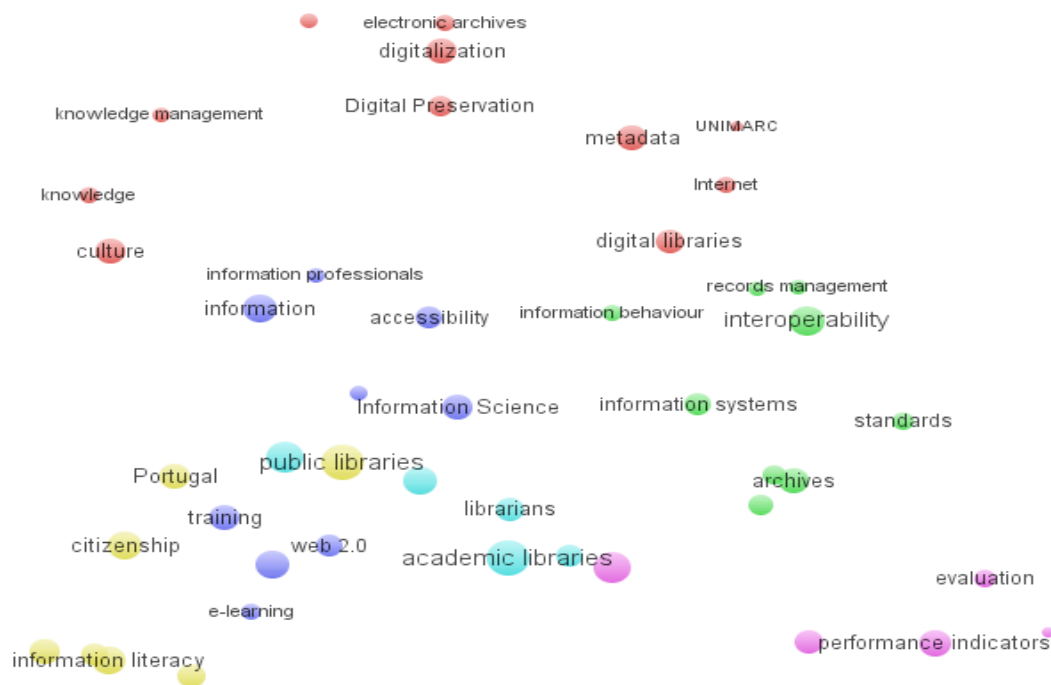 electronic archives
digitalization
Digital Preservation
knowledge management
UNIMARC
metadata
Internet
knowledge
digital libraries
culture
information professionals
records management
information
accessibility
information behaviour
interoperability
Information Science
information systems
standards
public libraries
Portugal
archives
librarians
training
citizenship
web 2.0
academic libraries
evaluation
e-learning
performance indicators
information literacy